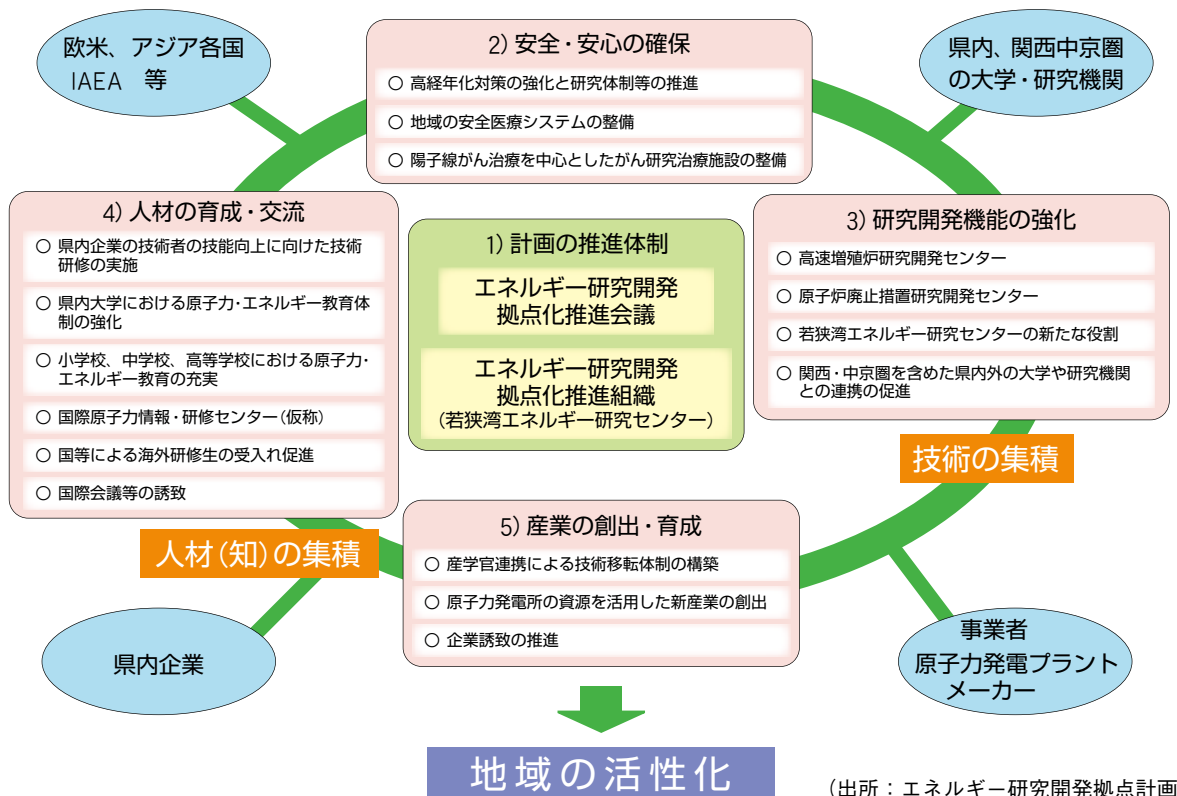 欧米、アジア各国
IAEA 等
2) 安全・安心の確保
○ 高経年化対策の強化と研究体制等の推進
○ 地域の安全医療システムの整備
○ 陽子線がん治療を中心としたがん研究治療施設の整備
県内、関西中京圏
の大学・研究機関
4) 人材の育成・交流
○ 県内企業の技術者の技能向上に向けた技術
研修の実施
○ 県内大学における原子力・エネルギー教育体
制の強化
○ 小学校、中学校、高等学校における原子力・
エネルギー教育の充実
○ 国際原子力情報・研修センター(仮称)
○ 国等による海外研修生の受入れ促進
○ 国際会議等の誘致
1) 計画の推進体制
エネルギー研究開発
拠点化推進会議
エネルギー研究開発
拠点化推進組織
(若狭湾エネルギー研究センター)
3) 研究開発機能の強化
○ 高速増殖炉研究開発センター
○ 原子炉廃止措置研究開発センター
○ 若狭湾エネルギー研究センターの新たな役割
○ 関西・中京圏を含めた県内外の大学や研究機関
との連携の促進
技術の集積
人材(知)の集積
5) 産業の創出・育成
○ 産学官連携による技術移転体制の構築
○ 原子力発電所の資源を活用した新産業の創出
○ 企業誘致の推進
県内企業
事業者
原子力発電プラント
メーカー
地域の活性化
(出所:エネルギー研究開発拠点計画